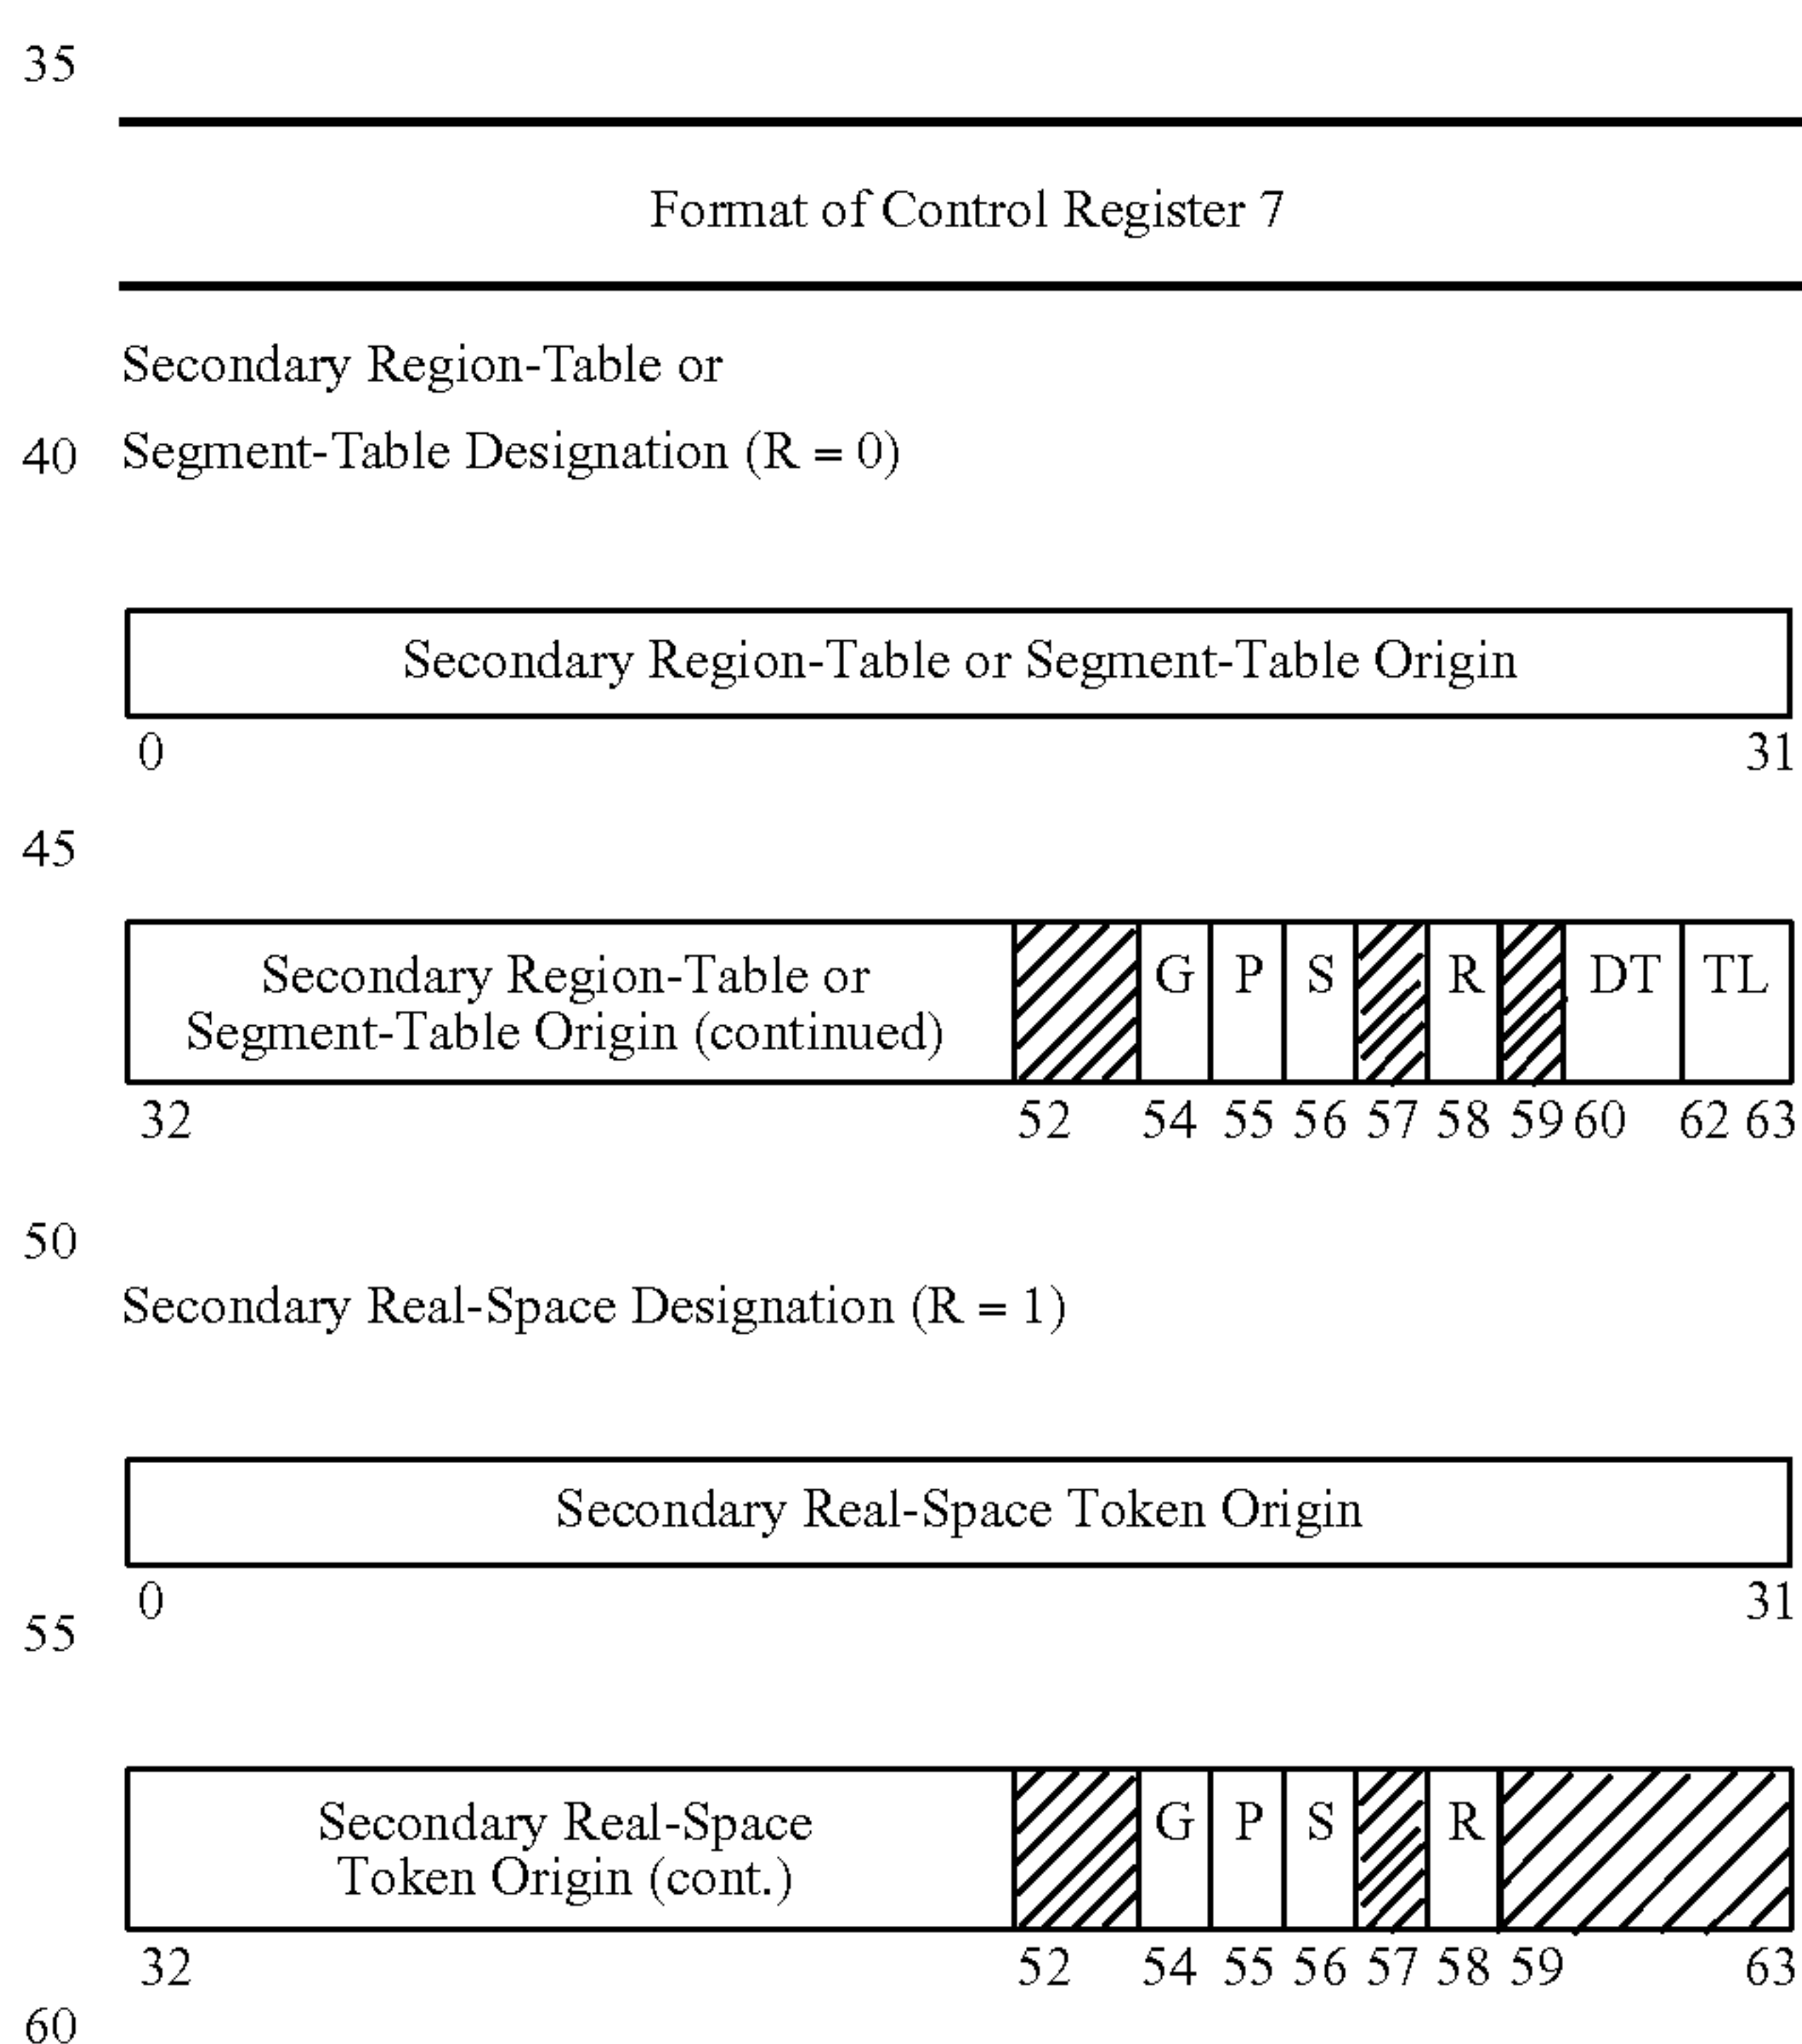 35
Format of Control Register 7
Secondary Region-Table or
40 Segment-Table Designation (R = 0)
Secondary Region-Table or Segment-Table Origin
0 31
45
Secondary Region-Table or
Segment-Table Origin (continued) G P S R DT TL
32 52 54 55 56 57 58 59 60 62 63
50
Secondary Real-Space Designation (R = 1)
Secondary Real-Space Token Origin
0 31
55
Secondary Real-Space
Token Origin (cont.) G P S R
32 52 54 55 56 57 58 59 63
60